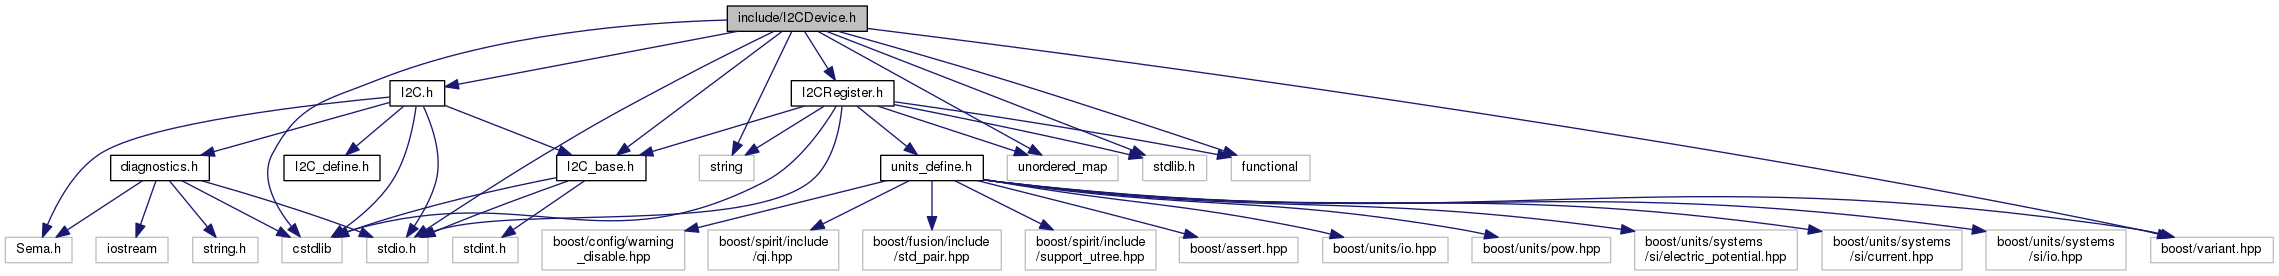 include/I2CDevice.h
I2C.h
I2CRegister.h
diagnostics.h
I2C_define.h
I2C_base.h
string
units_define.h
unordered_map
stdlib.h
functional
Sema.h
iostream
string.h
cstdlib
stdio.h
stdint.h
boost/config/warning
_disable.hpp
boost/spirit/include
/qi.hpp
boost/fusion/include
/std_pair.hpp
boost/spirit/include
/support_utree.hpp
boost/assert.hpp
boost/units/io.hpp
boost/units/pow.hpp
boost/units/systems
/si/electric_potential.hpp
boost/units/systems
/si/current.hpp
boost/units/systems
/si/io.hpp
boost/variant.hpp